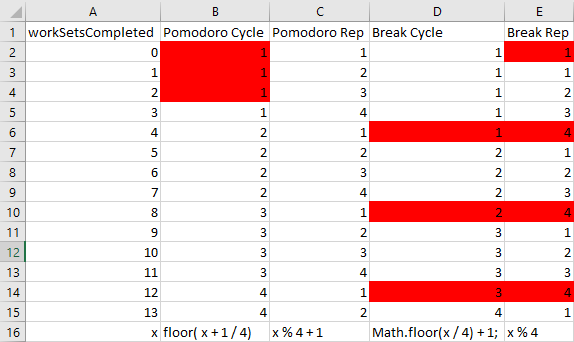 A B C D E
1 workSetsCompleted Pomodoro Cycle Pomodoro Rep Break Cycle Break Rep
2 0 1 1 1 1
3 1 1 2 1 1
4 2 1 3 1 2
5 3 1 4 1 3
6 4 2 1 1 4
7 5 2 2 2 1
8 6 2 3 2 2
9 7 2 4 2 3
10 8 3 1 2 4
11 9 3 2 3 1
12 10 3 3 3 2
13 11 3 4 3 3
14 12 4 1 3 4
15 13 4 2 4 1
16 x floor( x + 1 / 4) x % 4 + 1 Math.floor(x / 4) + 1; x % 4